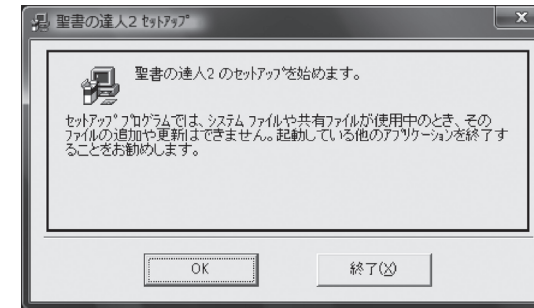 聖書の達人2 ｾｯﾄｱｯﾌﾟ
聖書の達人2 のｾｯﾄｱｯﾌﾟを始めます。
ｾｯﾄｱｯﾌﾟ ﾌﾟﾛｸﾞﾗﾑでは、ｼｽﾃﾑ ﾌｧｲﾙや共有ﾌｧｲﾙが使用中のとき、その
ﾌｧｲﾙの追加や更新はできません。起動している他のｱﾌﾟﾘｹｰｼｮﾝを終了す
ることをお勧めします。
OK
終了(X)